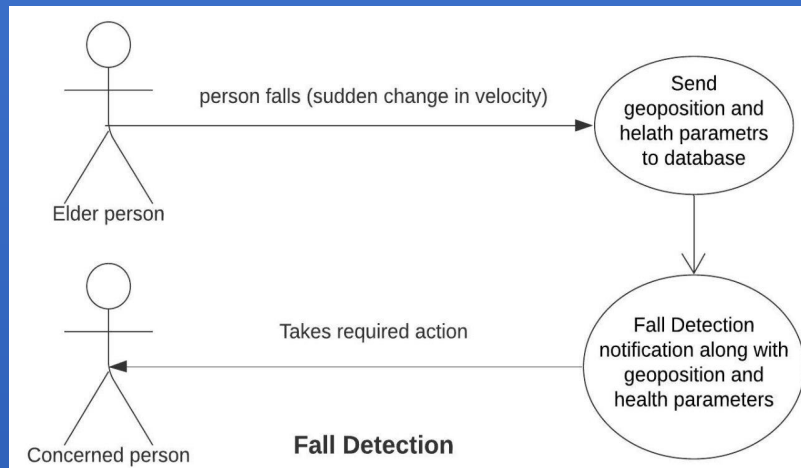 person falls (sudden change in velocity)
Send
geoposition and
helath parametrs
to database
Elder person
Fall Detection
notification along with
geoposition and
health parameters
Takes required action
Concerned person
Fall Detection